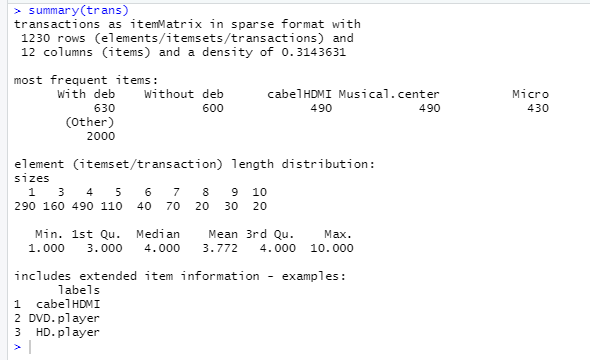 > summary(trans)
transactions as itemMatrix in sparse format with
1230 rows (elements/itemsets/transactions) and
12 columns (items) and a density of 0.3143631
most frequent items:
With deb Without deb cabelHDMI Musical.center Micro
630 600 490 490 430
(Other)
2000
element (itemset/transaction) length distribution:
sizes
1 3 4 5 6 7 8 9 10
290 160 490 110 40 70 20 30 20
Min. 1st Qu. Median Mean 3rd Qu. Max.
1.000 3.000 4.000 3.772 4.000 10.000
includes extended item information - examples:
labels
1 cabelHDMI
2 DVD.player
3 HD.player
>